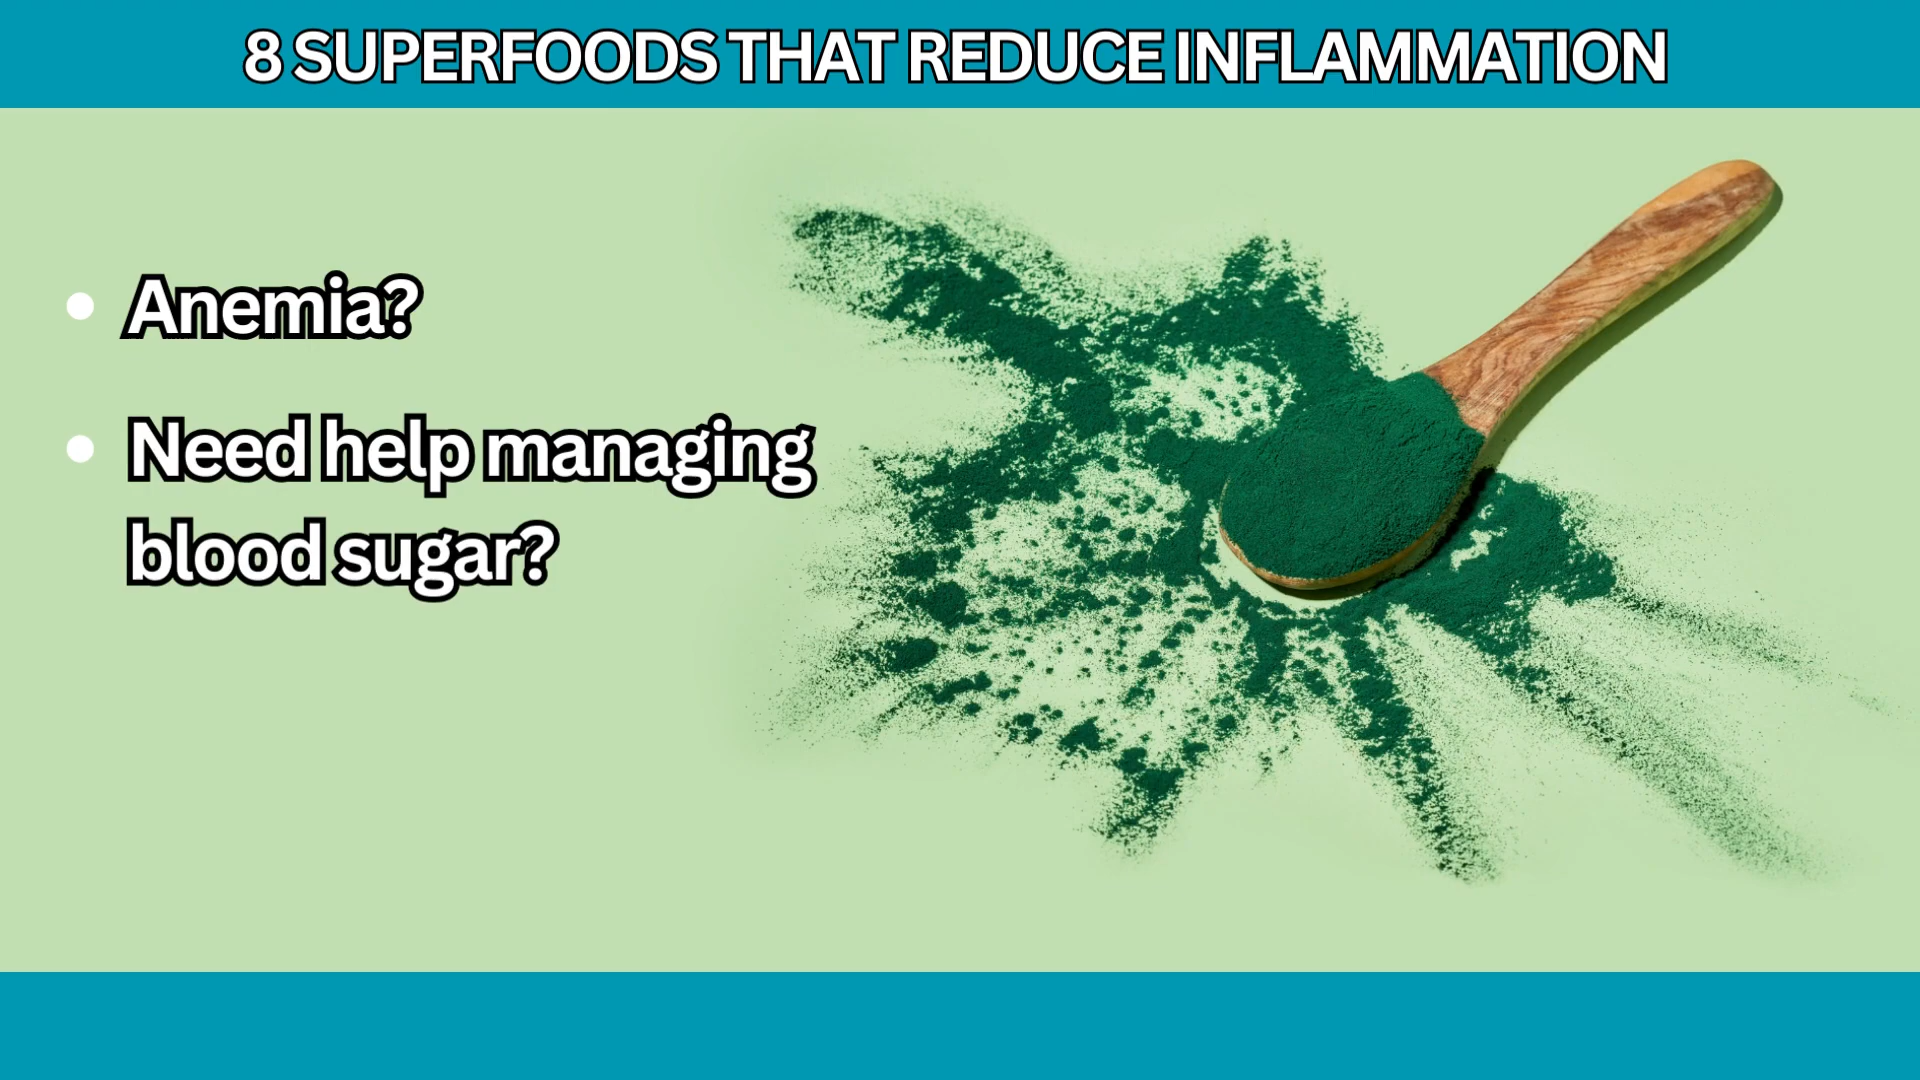 8 SUPERFOODS THAT REDUCE INFLAMMATION
Anemia?
Need help managing
blood sugar?